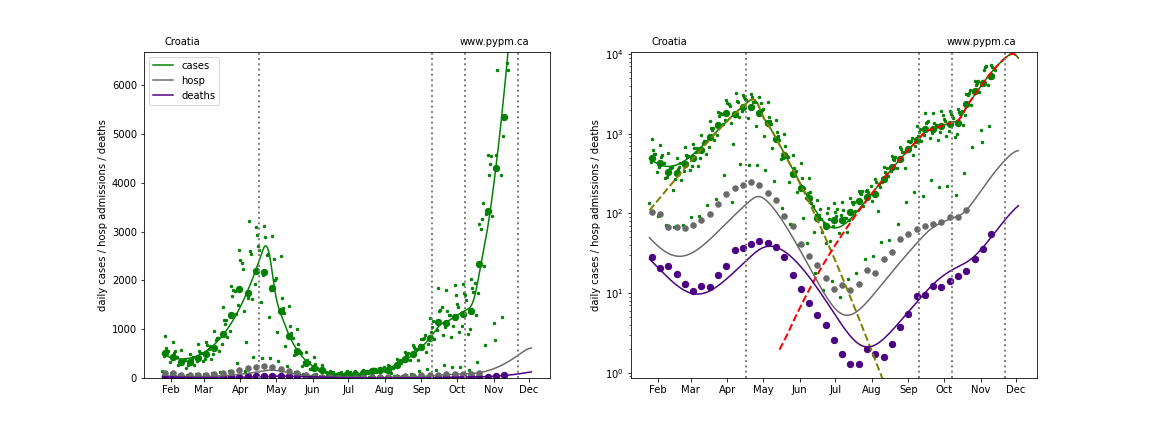 Croatia
www.pypm.ca
daily cases / hosp admissions / deaths
6000
5000
4000
3000
2000
1000
0
cases
hosp
deaths
Feb Mar Apr May Jun Jul Aug Sep Oct Nov Dec
Croatia
www.pypm.ca
daily cases / hosp admissions / deaths
10⁴
10³
10²
10¹
10⁰
Feb Mar Apr May Jun Jul Aug Sep Oct Nov Dec